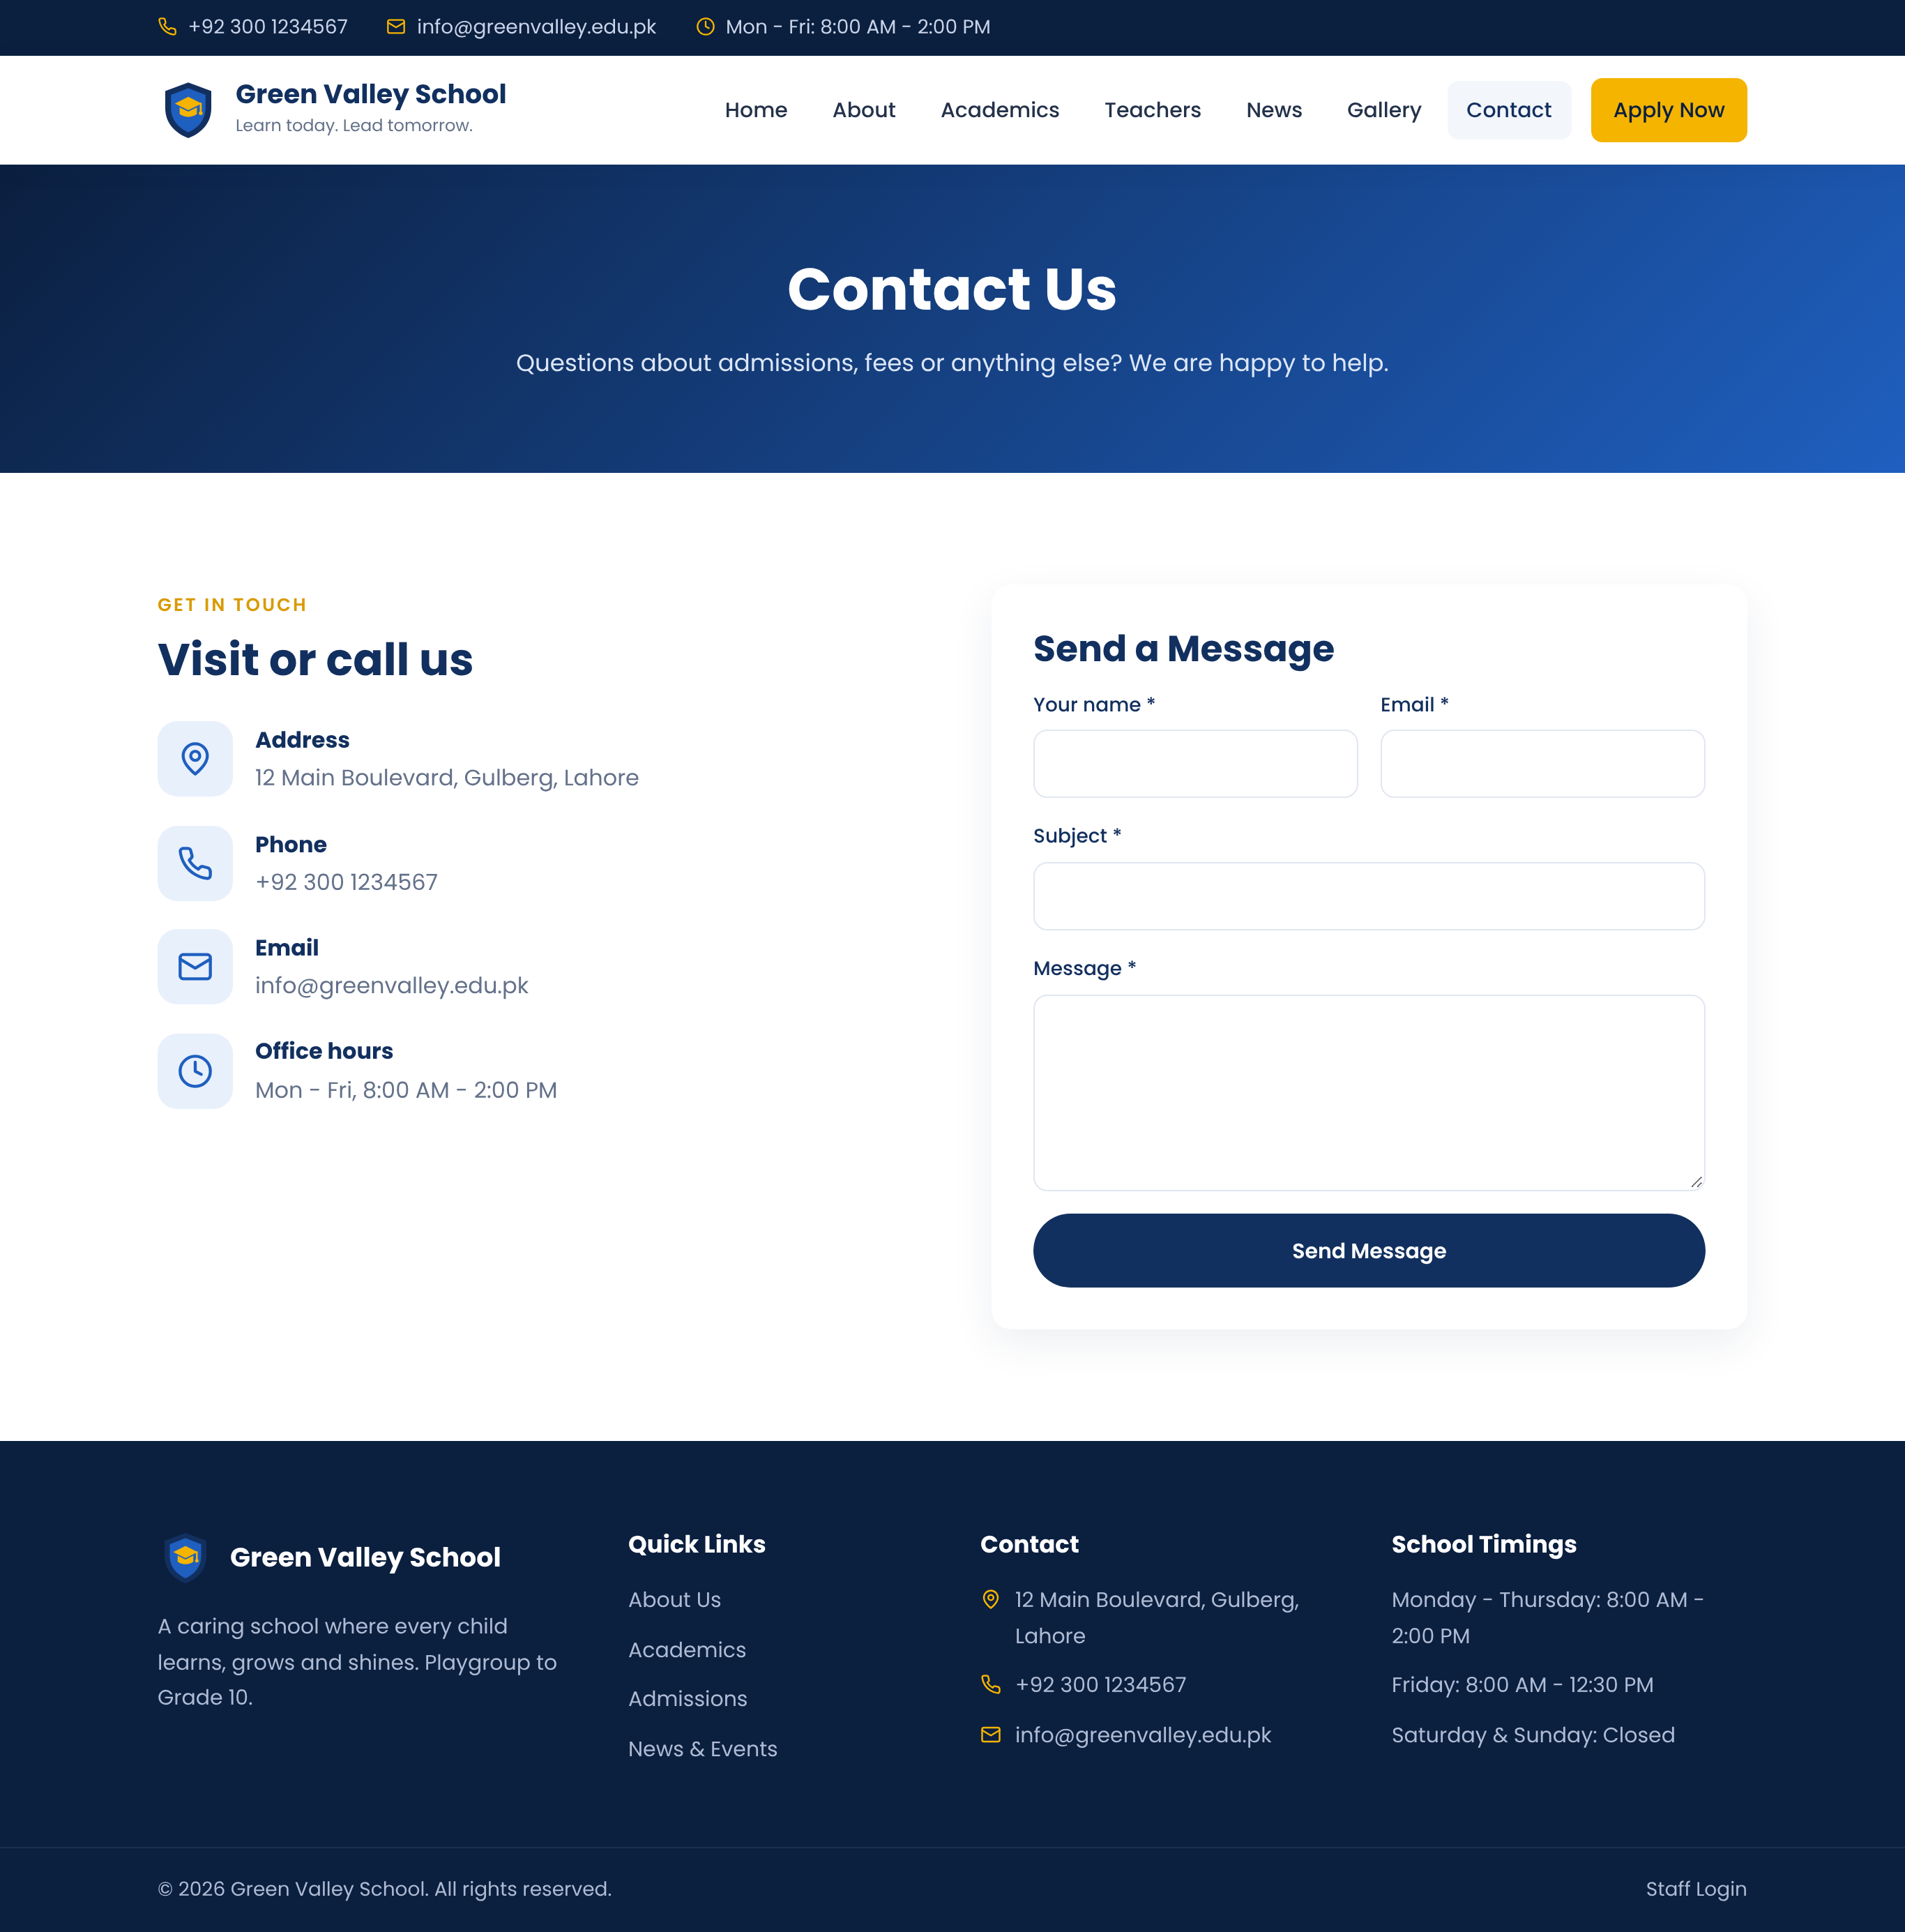 +92 300 1234567 info@greenvalley.edu.pk Mon - Fri: 8:00 AM - 2:00 PM
Green Valley School
Learn today. Lead tomorrow.
Home About Academics Teachers News Gallery Contact Apply Now
Contact Us
Questions about admissions, fees or anything else? We are happy to help.
GET IN TOUCH
Visit or call us
Address
12 Main Boulevard, Gulberg, Lahore
Phone
+92 300 1234567
Email
info@greenvalley.edu.pk
Office hours
Mon - Fri, 8:00 AM - 2:00 PM
Send a Message
Your name * Email *
Subject *
Message *
Send Message
Green Valley School
A caring school where every child
learns, grows and shines. Playgroup to
Grade 10.
Quick Links
About Us
Academics
Admissions
News & Events
Contact
12 Main Boulevard, Gulberg,
Lahore
+92 300 1234567
info@greenvalley.edu.pk
School Timings
Monday - Thursday: 8:00 AM -
2:00 PM
Friday: 8:00 AM - 12:30 PM
Saturday & Sunday: Closed
© 2026 Green Valley School. All rights reserved.
Staff Login